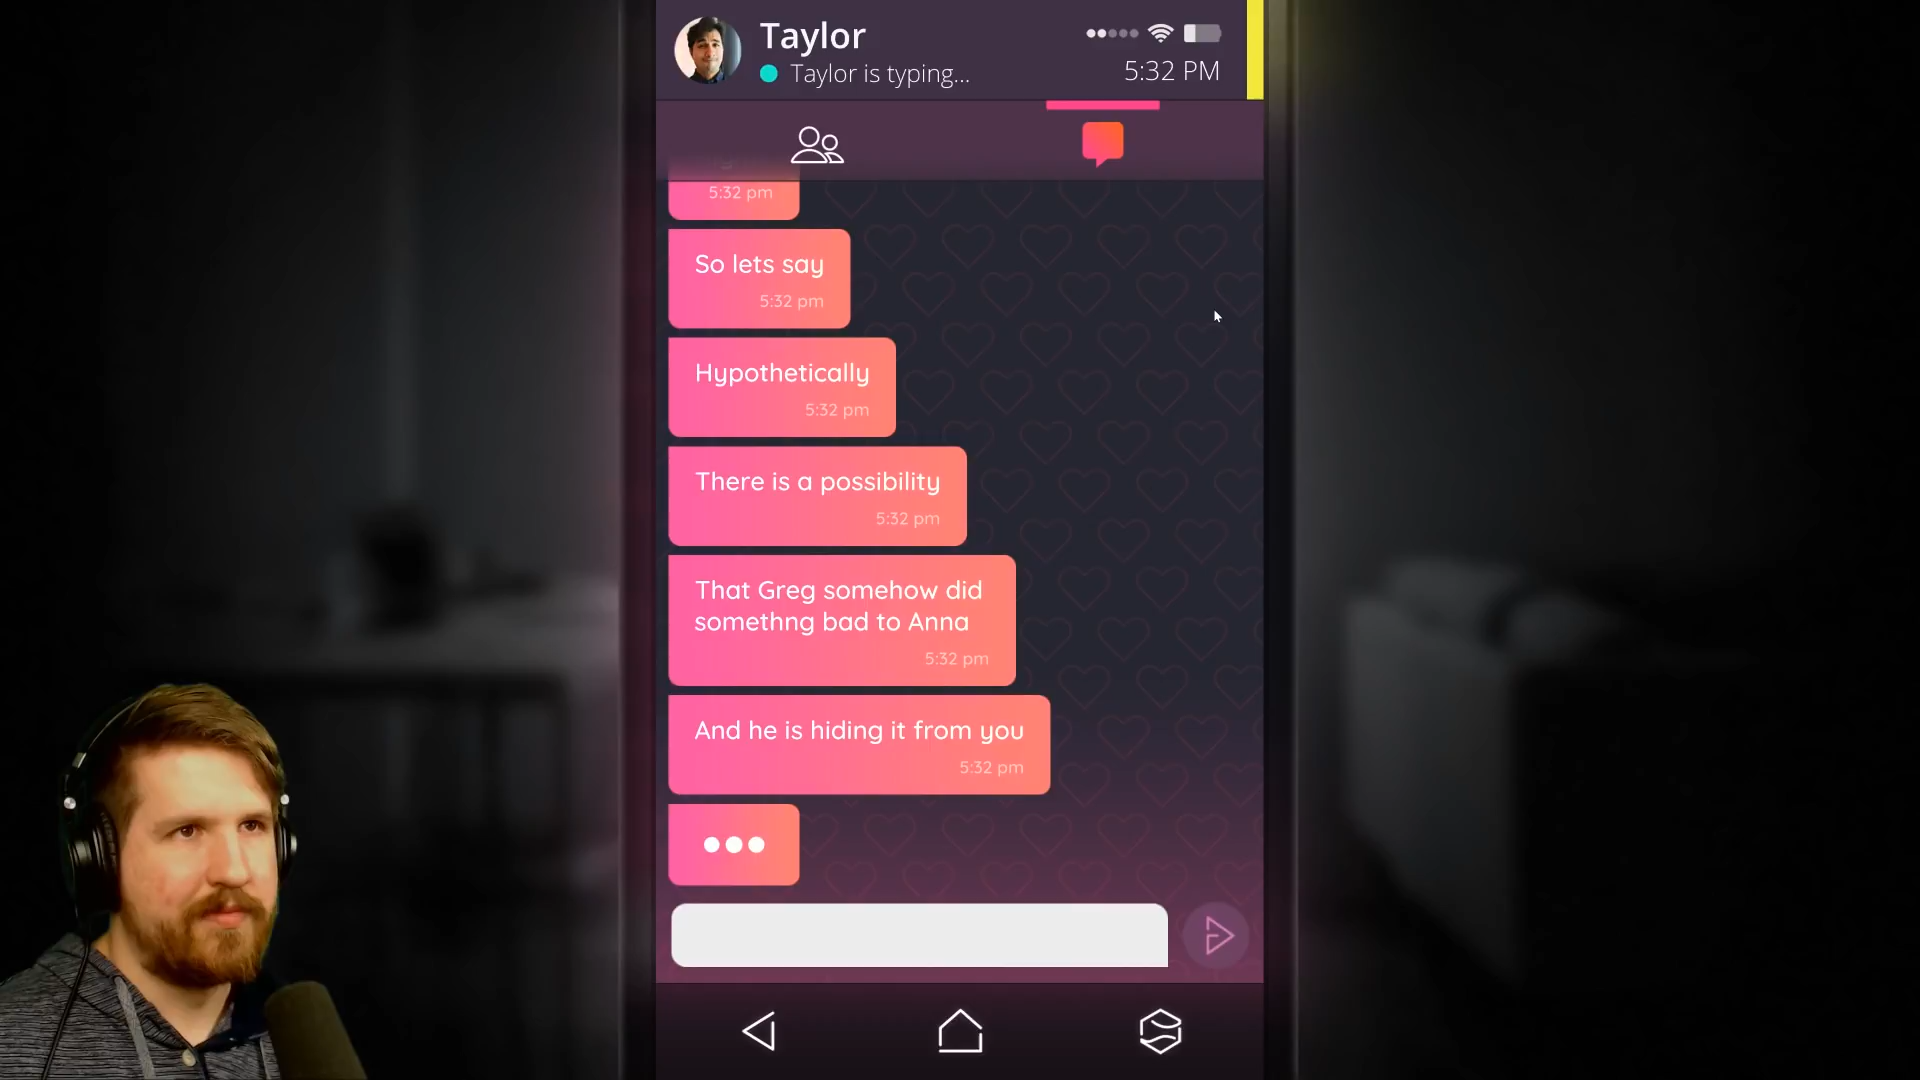 Taylor
Taylor is typing...
5:32 PM
5:32 pm
So lets say
5:32 pm
Hypothetically
5:32 pm
There is a possibility
5:32 pm
That Greg somehow did
somethng bad to Anna
5:32 pm
And he is hiding it from you
5:32 pm